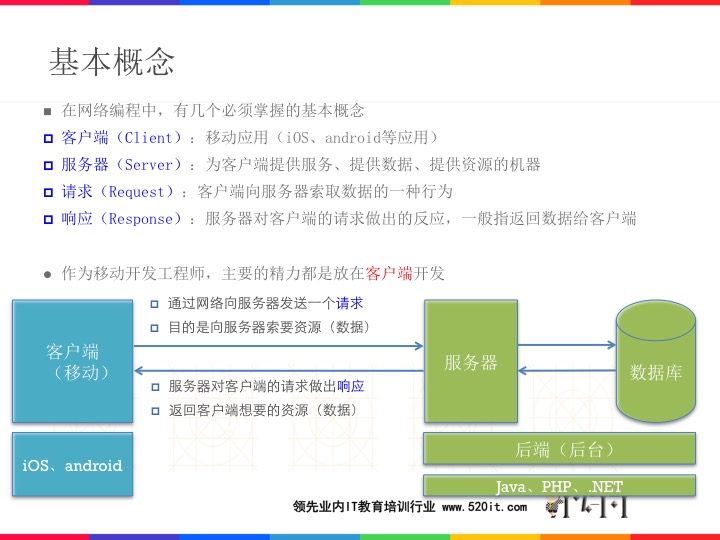 基本概念
在网络编程中，有几个必须掌握的基本概念
客户端（Client）：移动应用（iOS、android等应用）
服务器（Server）：为客户端提供服务、提供数据、提供资源的机器
请求（Request）：客户端向服务器索取数据的一种行为
响应（Response）：服务器对客户端的请求做出的反应，一般指返回数据给客户端
作为移动开发工程师，主要的精力都是放在客户端开发
通过网络向服务器发送一个请求
目的是向服务器索要资源（数据）
客户端
（移动）
服务器
数据库
服务器对客户端的请求做出响应
返回客户端想要的资源（数据）
后端（后台）
iOS、android
Java、PHP、.NET
领先业内IT教育培训行业 www.520it.com